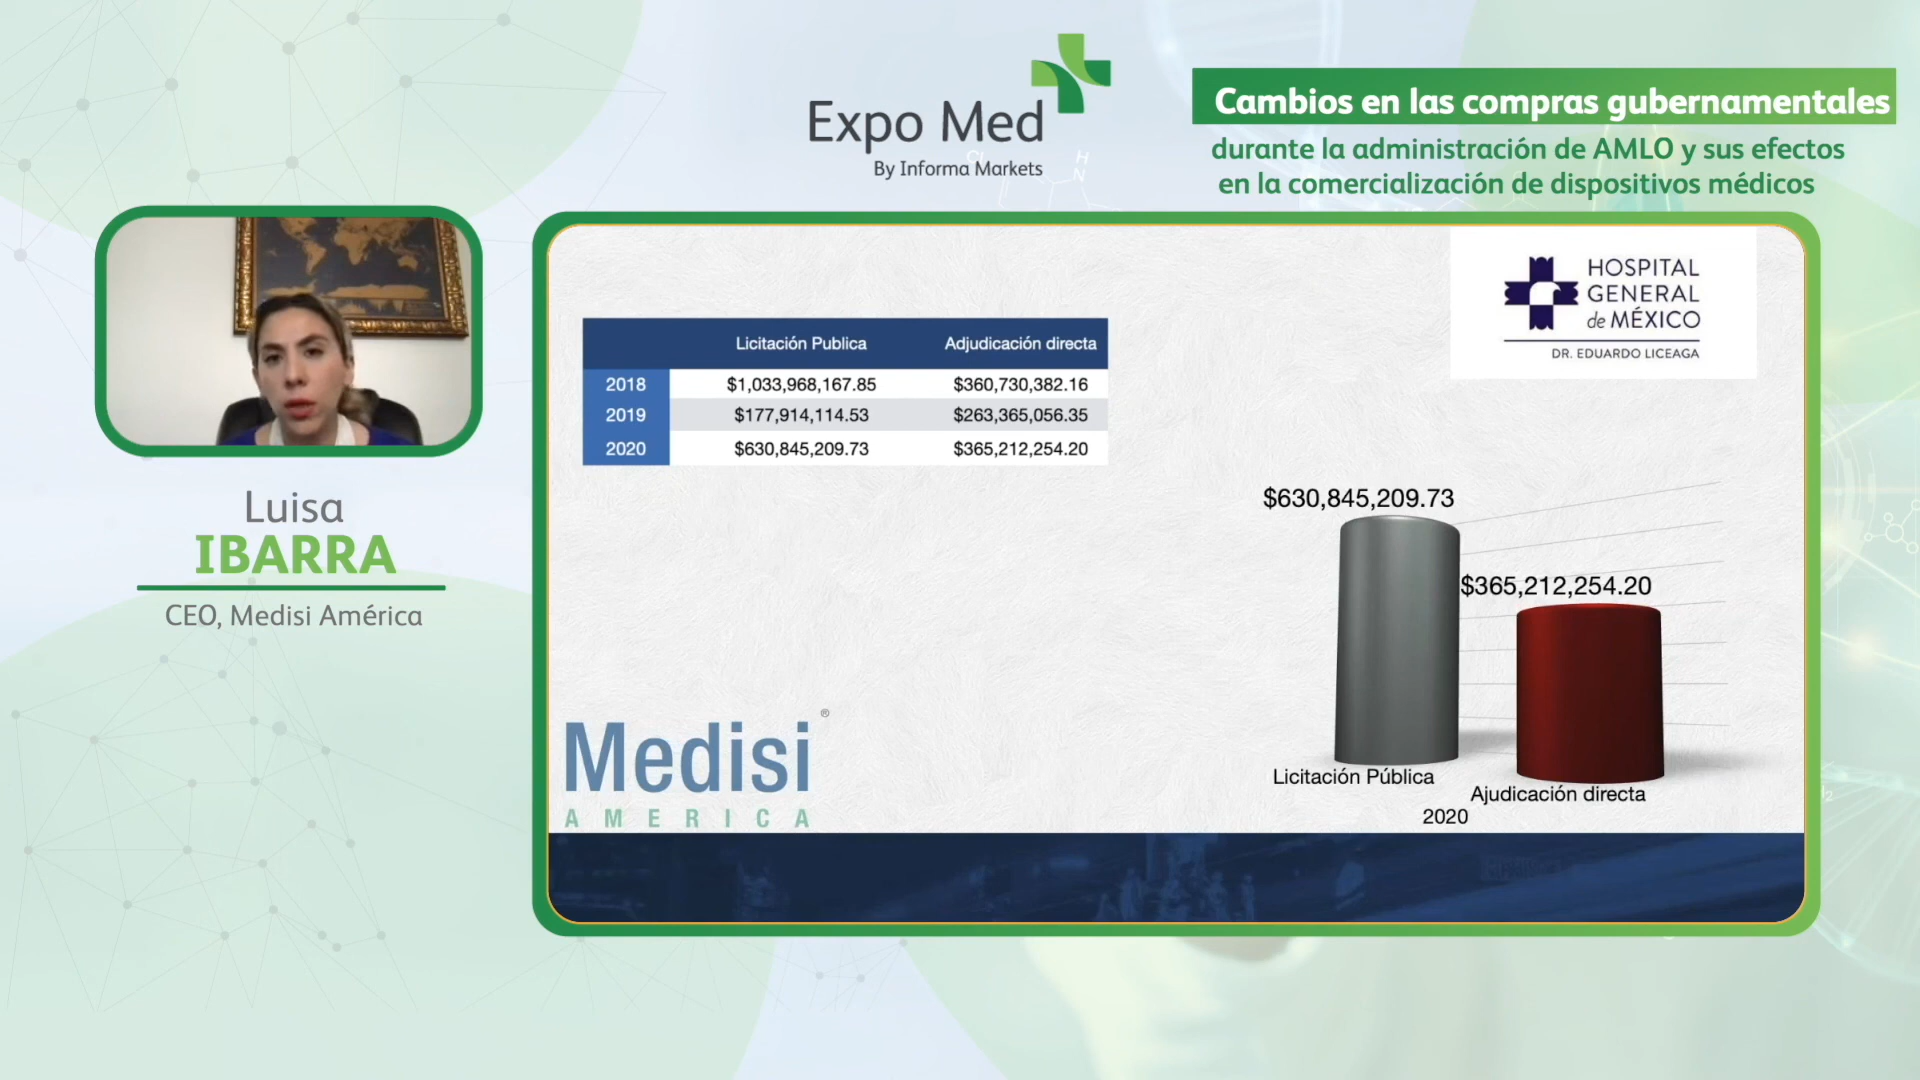 Expo Med
By Informa Markets
Cambios en las compras gubernamentales
durante la administración de AMLO y sus efectos
en la comercialización de dispositivos médicos
Luisa
IBARRA
CEO, Medisi América
HOSPITAL
GENERAL
de MÉXICO
DR. EDUARDO LICEAGA
Licitación Publica Adjudicación directa
2018 $1,033,968,167.85 $360,730,382.16
2019 $177,914,114.53 $263,365,056.35
2020 $630,845,209.73 $365,212,254.20
$630,845,209.73
$365,212,254.20
Licitación Pública
Ajudicación directa
2020
Medisi ®
AMERICA